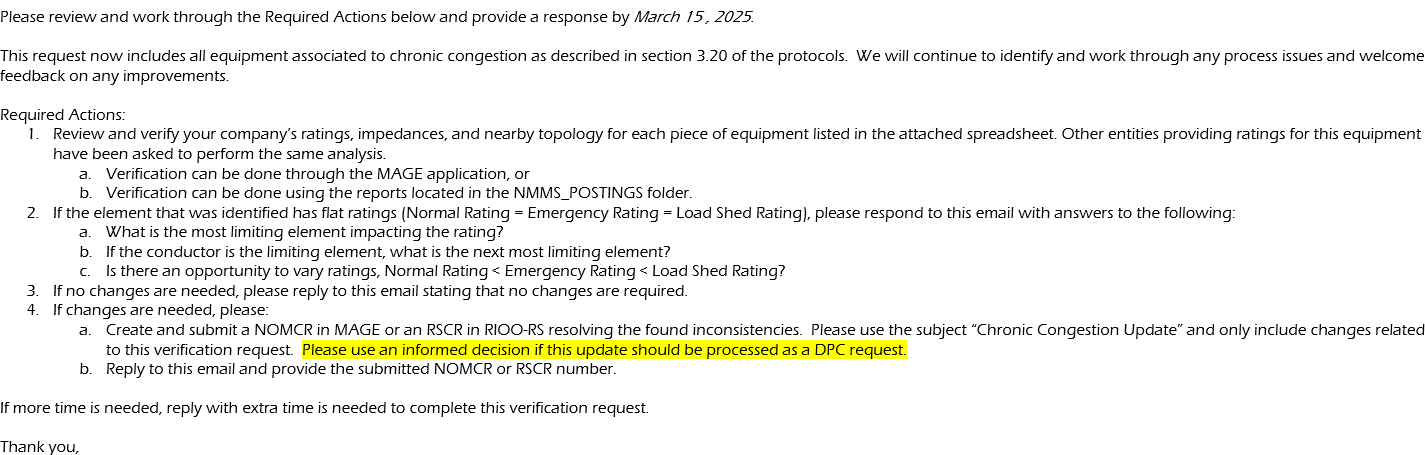 Please review and work through the Required Actions below and provide a response by March 15, 2025.
This request now includes all equipment associated to chronic congestion as described in section 3.20 of the protocols.  We will continue to identify and work through any process issues and welcome
feedback on any improvements.
Required Actions:
1. Review and verify your company's ratings, impedances, and nearby topology for each piece of equipment listed in the attached spreadsheet. Other entities providing ratings for this equipment
have been asked to perform the same analysis.
a. Verification can be done through the MAGE application, or
b. Verification can be done using the reports located in the NMMS_POSTINGS folder.
2. If the element that was identified has flat ratings (Normal Rating = Emergency Rating = Load Shed Rating), please respond to this email with answers to the following:
a. What is the most limiting element impacting the rating?
b. If the conductor is the limiting element, what is the next most limiting element?
c. Is there an opportunity to vary ratings, Normal Rating < Emergency Rating < Load Shed Rating?
3. If no changes are needed, please reply to this email stating that no changes are required.
4. If changes are needed, please:
a. Create and submit a NOMCR in MAGE or an RSCR in RIOO-RS resolving the found inconsistencies.  Please use the subject "Chronic Congestion Update" and only include changes related
to this verification request.  Please use an informed decision if this update should be processed as a DPC request.
b. Reply to this email and provide the submitted NOMCR or RSCR number.
If more time is needed, reply with extra time is needed to complete this verification request.
Thank you,